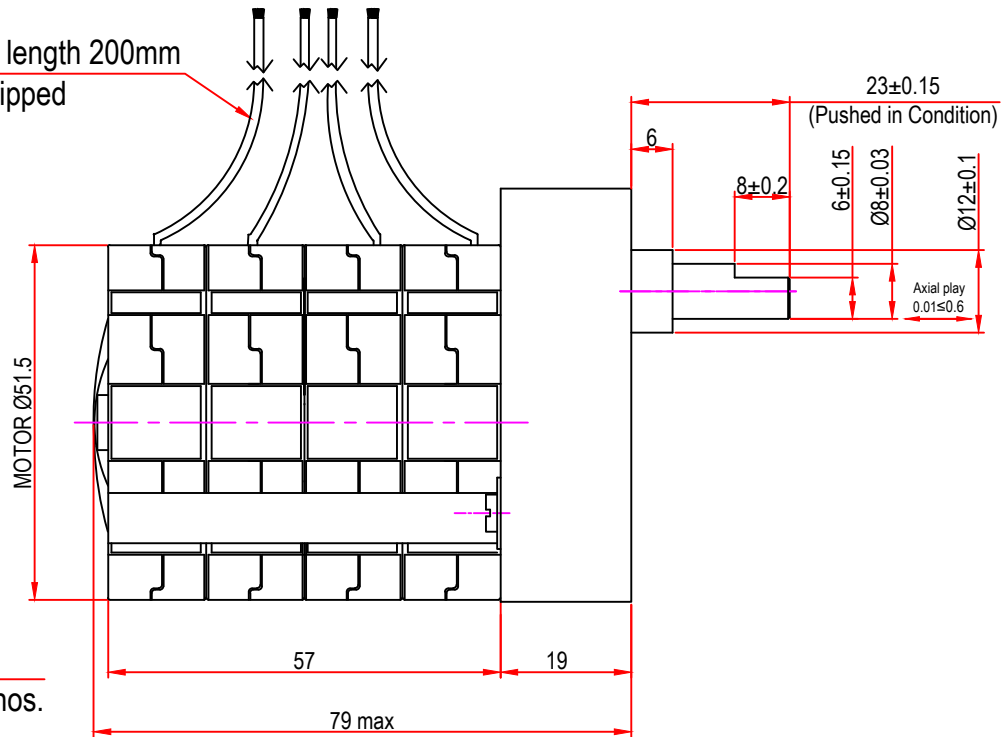 length 200mm
ipped
23±0.15
(Pushed in Condition)
6
8±0.2
6±0.15
Ø8±0.03
Ø12±0.1
Axial play
0.01≤0.6
MOTOR Ø51.5
57
19
nos.
79 max